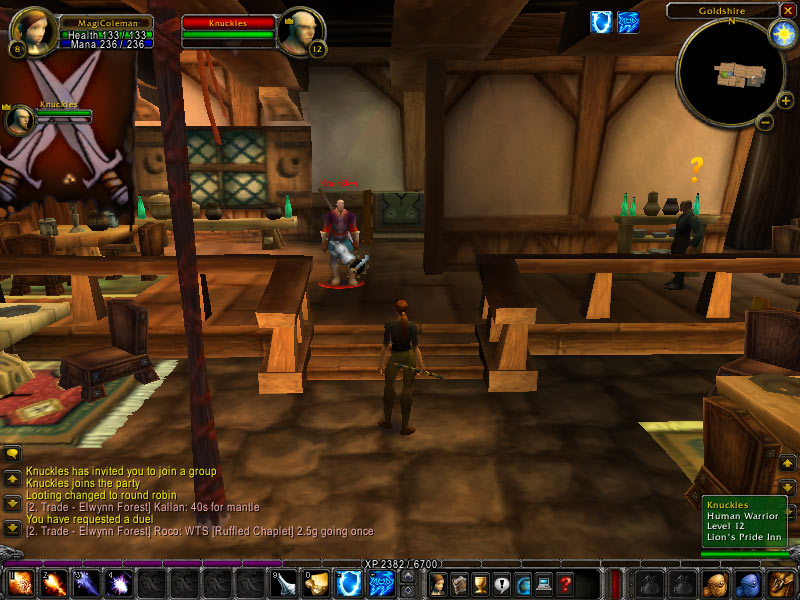 MagiColeman
Health 133 / 133
Mana 236 / 236
8
Knuckles
12
Goldshire
N
Knuckles
Knuckles
Knuckles has invited you to join a group
Knuckles joins the party
Looting changed to round robin
[2. Trade - Elwynn Forest] Kallan: 40s for mantle
You have requested a duel
[2. Trade - Elwynn Forest] Roco: WTS [Ruffled Chaplet] 2.5g going once
Knuckles
Human Warrior
Level 12
Lion's Pride Inn
XP 2382 / 6700